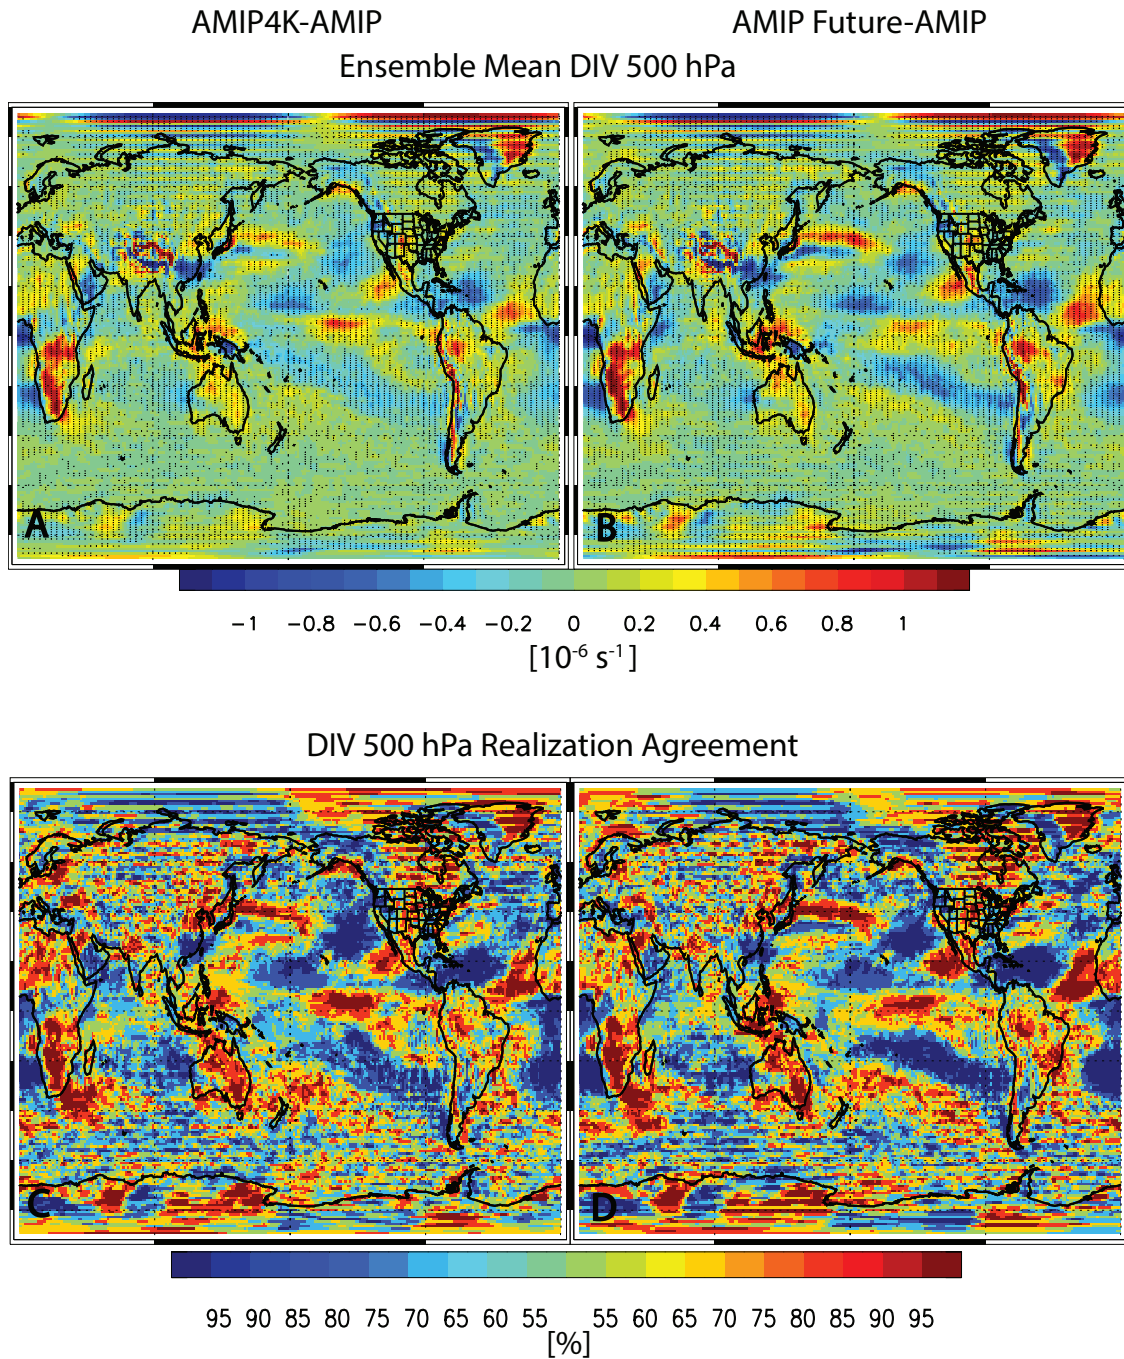 AMIP4K-AMIP AMIP Future-AMIP
Ensemble Mean DIV 500 hPa
A B
−1 −0.8 −0.6 −0.4 −0.2 0 0.2 0.4 0.6 0.8 1
[10⁻⁶ s⁻¹]
DIV 500 hPa Realization Agreement
C D
95 90 85 80 75 70 65 60 55 55 60 65 70 75 80 85 90 95
[%]